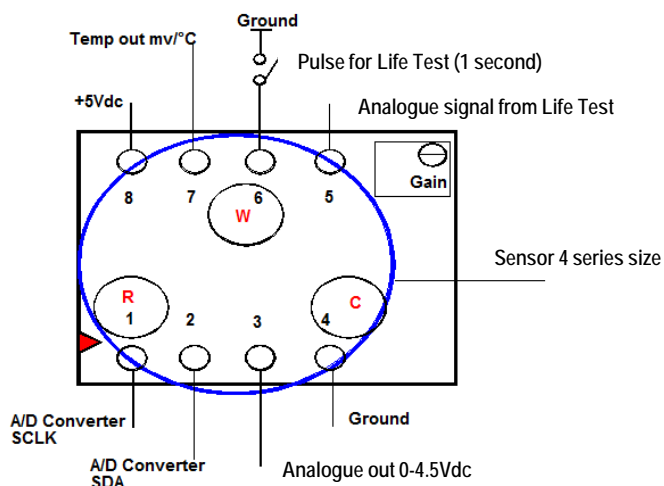 Ground
Temp out mv/°C
Pulse for Life Test (1 second)
+5Vdc
Analogue signal from Life Test
Gain
8 7 6 5
W
Sensor 4 series size
R C
1 2 3 4
A/D Converter
SCLK
Ground
A/D Converter
SDA
Analogue out 0-4.5Vdc